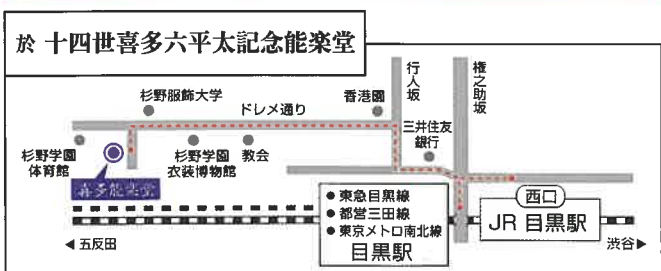 於 十四世喜多六平太記念能楽堂
行人坂
権之助坂
杉野服飾大学
ドレメ通り
香港園
三井住友
銀行
杉野学園
体育館
杉野学園
衣装博物館
教会
喜多能楽堂
●東急目黒線
●都営三田線
●東京メトロ南北線
目黒駅
西口
JR 目黒駅
◀五反田
渋谷▶